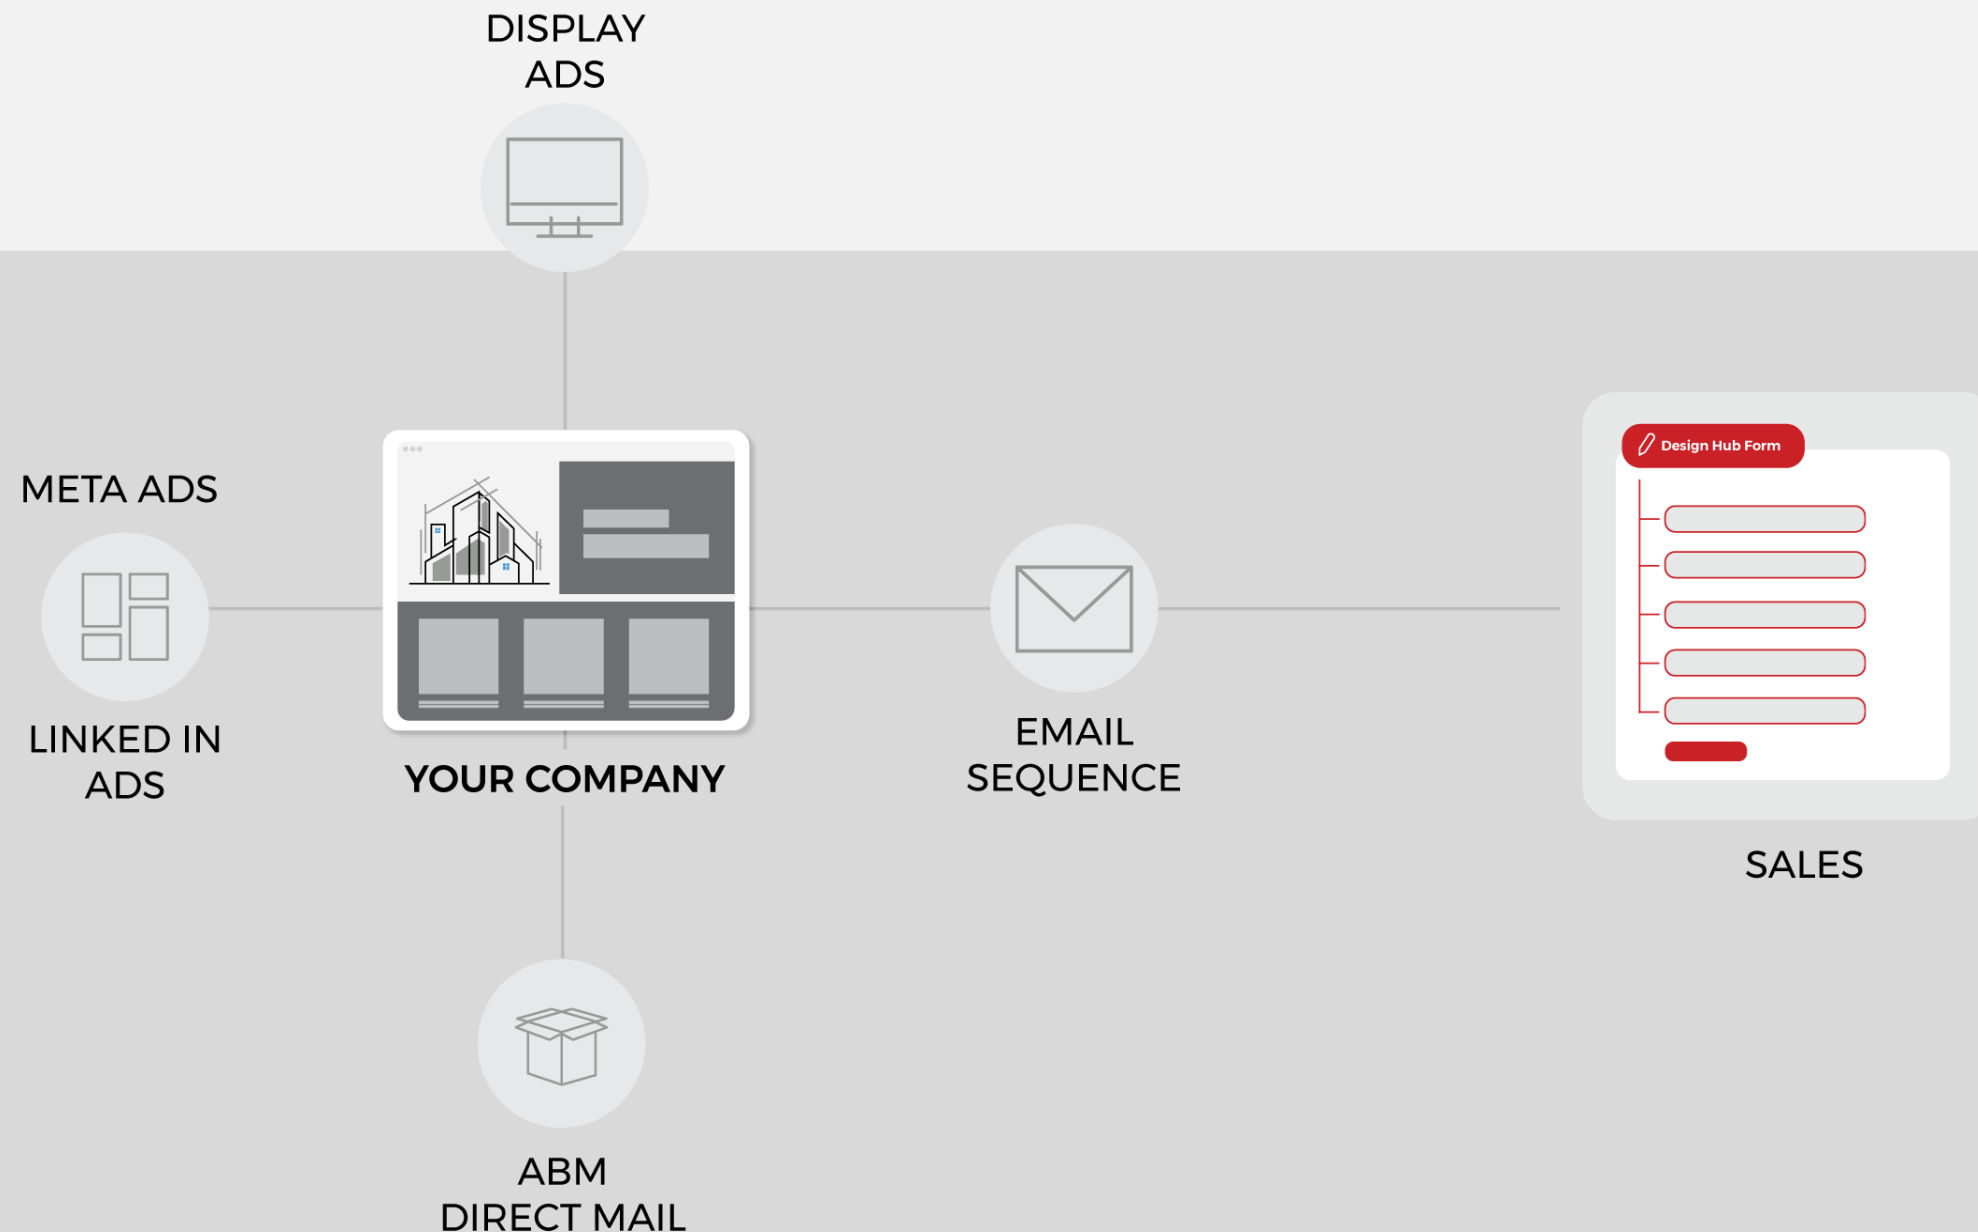 DISPLAY
ADS
META ADS
LINKED IN
ADS
YOUR COMPANY
EMAIL
SEQUENCE
Design Hub Form
SALES
ABM
DIRECT MAIL